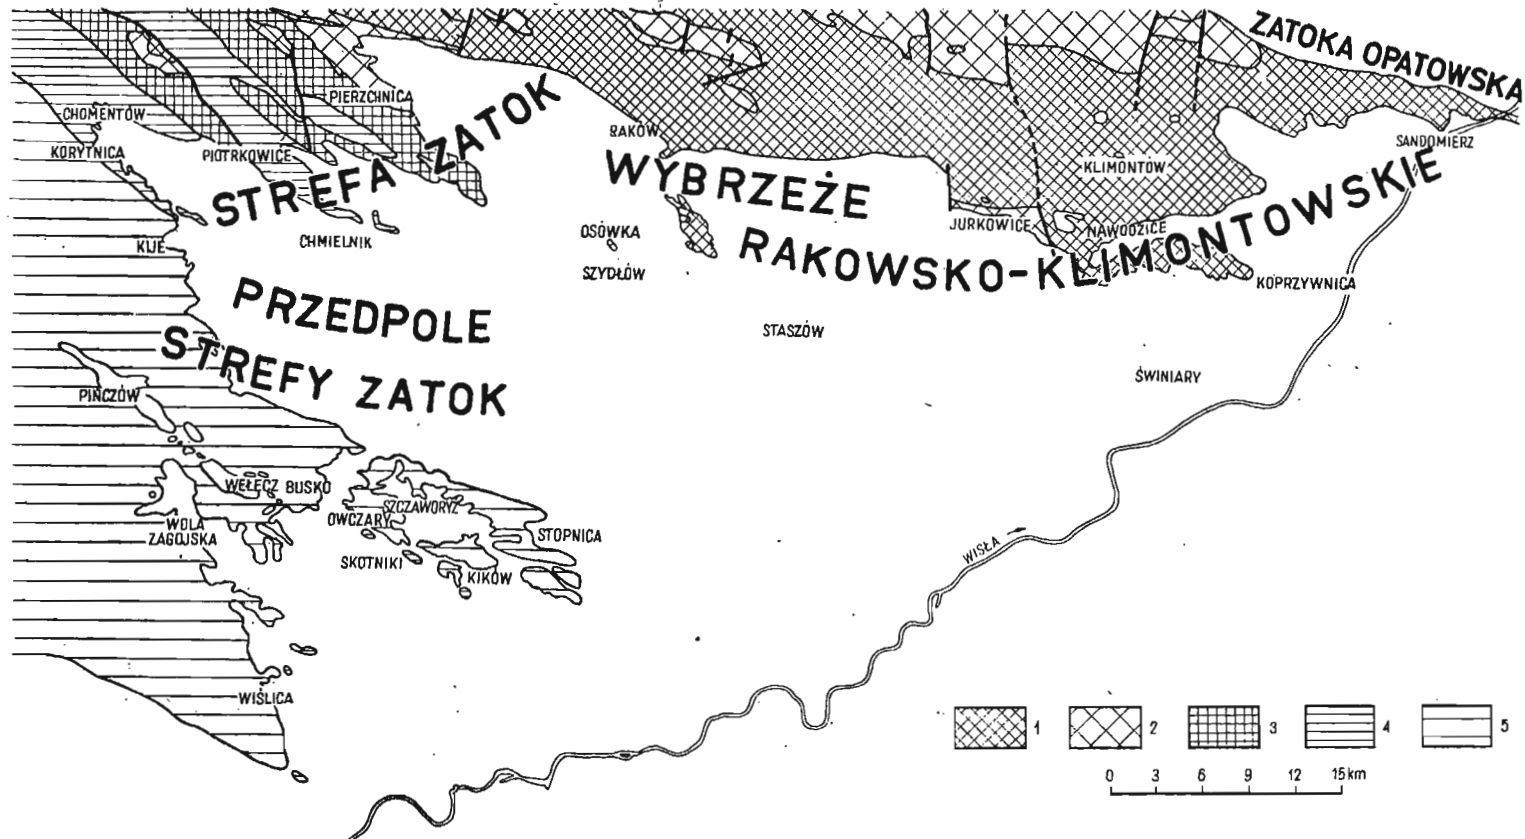 ZATOKA OPATOWSKA
PIERZCHNICA
CHOMENTÓW
RAKÓW
SANDOMIERZ
KORYTNICA
PIOTRKOWICE
STREFA ZATOK
KLIMONTÓW
WYBRZEŻE
RAKOWSKO-KLIMONTOWSKIE
KIJE
CHMIELNIK
OSÓWKA
JURKOWICE
NAWODZICE
SZYDŁÓW
KOPRZYWNICA
PRZEDPOLE
STREFY ZATOK
STASZÓW
ŚWINIARY
PIŃCZÓW
WEŁECZ BUSKO
SZCZAWORYŻ
OWCZARY
WOLA
ZAGOJSKA
STOPNICA
SKOTNIKI
KIKÓW
WISŁA
WIŚLICA
1 2 3 4 5
0 3 6 9 12 15 km